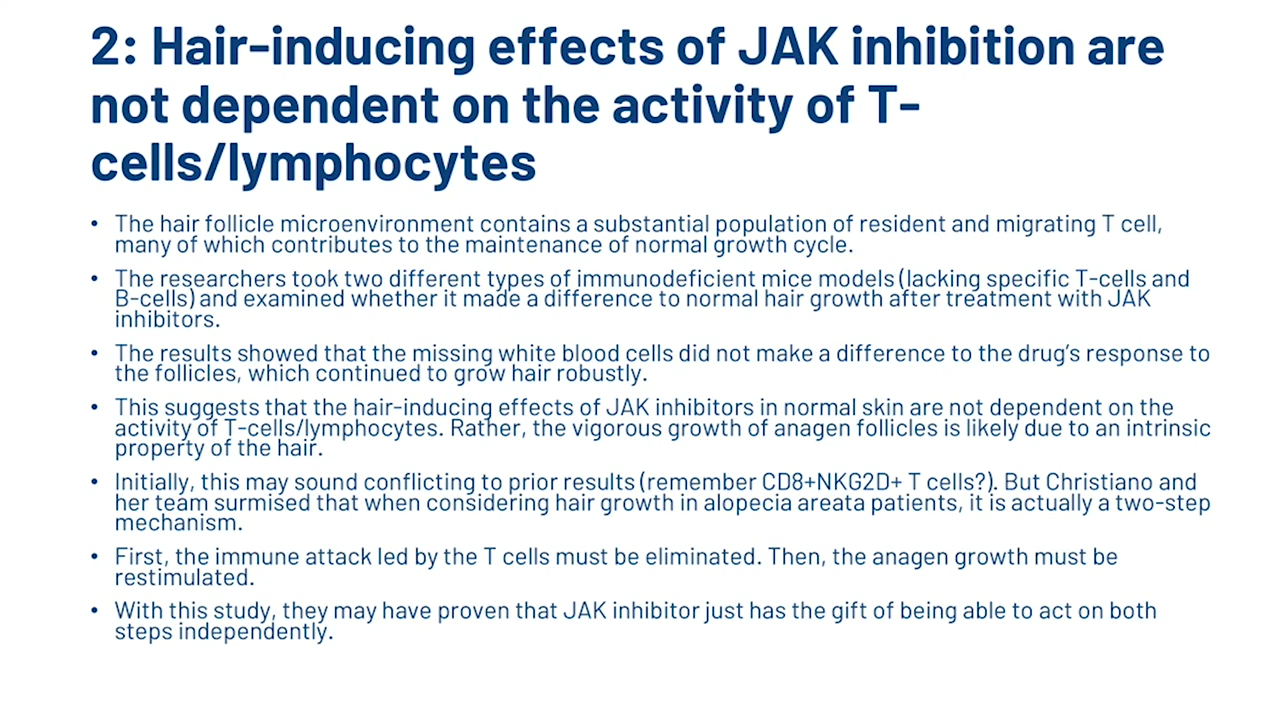 2: Hair-inducing effects of JAK inhibition are
not dependent on the activity of T-
cells/lymphocytes
• The hair follicle microenvironment contains a substantial population of resident and migrating T cell,
many of which contributes to the maintenance of normal growth cycle.
• The researchers took two different types of immunodeficient mice models (lacking specific T-cells and
B-cells) and examined whether it made a difference to normal hair growth after treatment with JAK
inhibitors.
• The results showed that the missing white blood cells did not make a difference to the drug's response to
the follicles, which continued to grow hair robustly.
• This suggests that the hair-inducing effects of JAK inhibitors in normal skin are not dependent on the
activity of T-cells/lymphocytes. Rather, the vigorous growth of anagen follicles is likely due to an intrinsic
property of the hair.
• Initially, this may sound conflicting to prior results (remember CD8+NKG2D+ T cells?). But Christiano and
her team surmised that when considering hair growth in alopecia areata patients, it is actually a two-step
mechanism.
• First, the immune attack led by the T cells must be eliminated. Then, the anagen growth must be
restimulated.
• With this study, they may have proven that JAK inhibitor just has the gift of being able to act on both
steps independently.